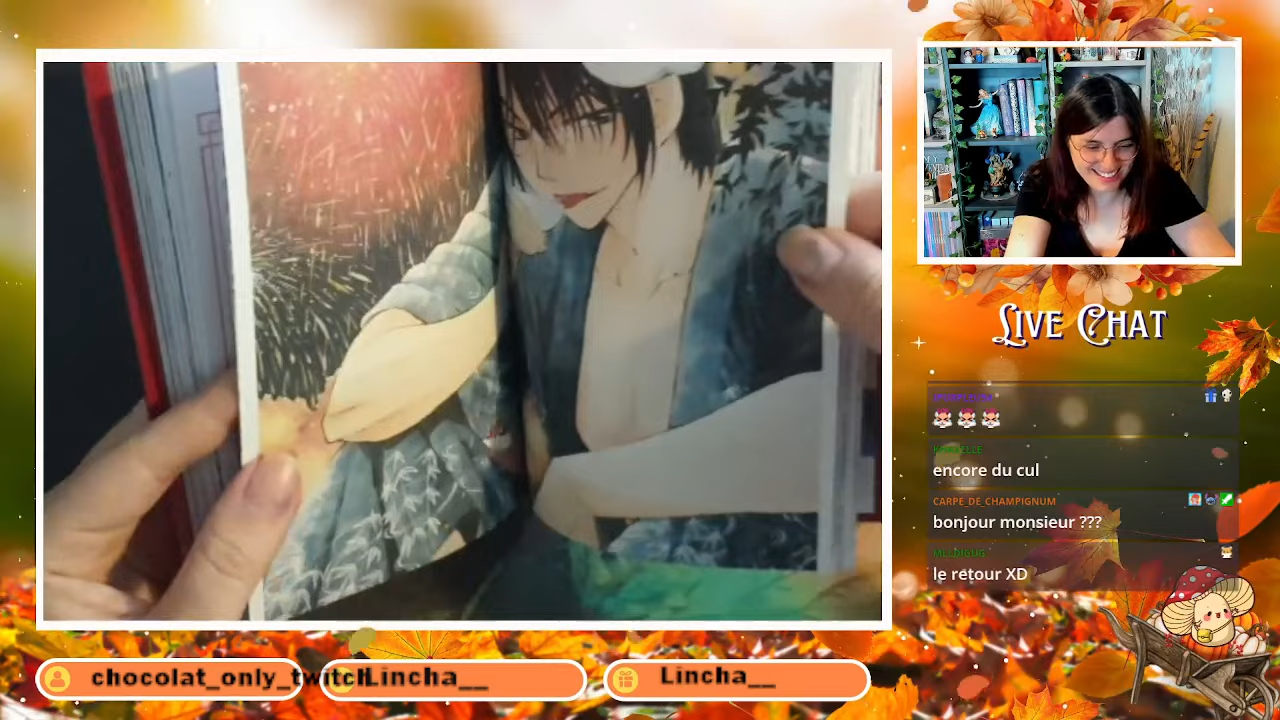 Live Chat
encore du cul
CARPE_DE_CHAMPIGNUM
bonjour monsieur ???
le retour XD
chocolat_only_twitch
Lincha__
Lincha__